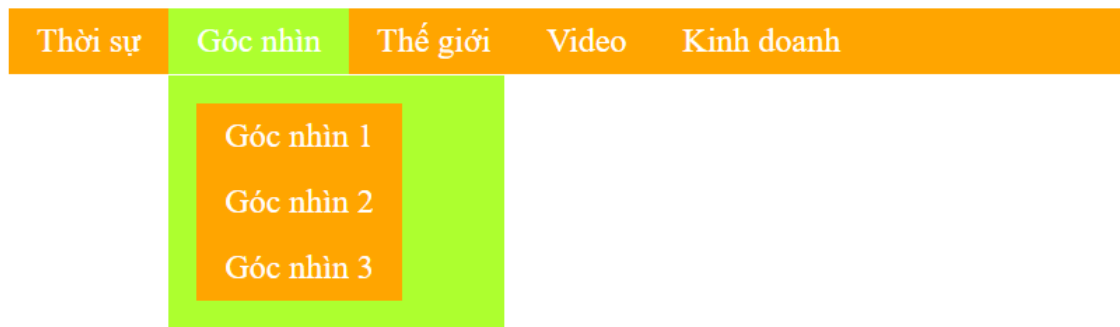 Thời sự Góc nhìn Thế giới Video Kinh doanh
Góc nhìn 1
Góc nhìn 2
Góc nhìn 3